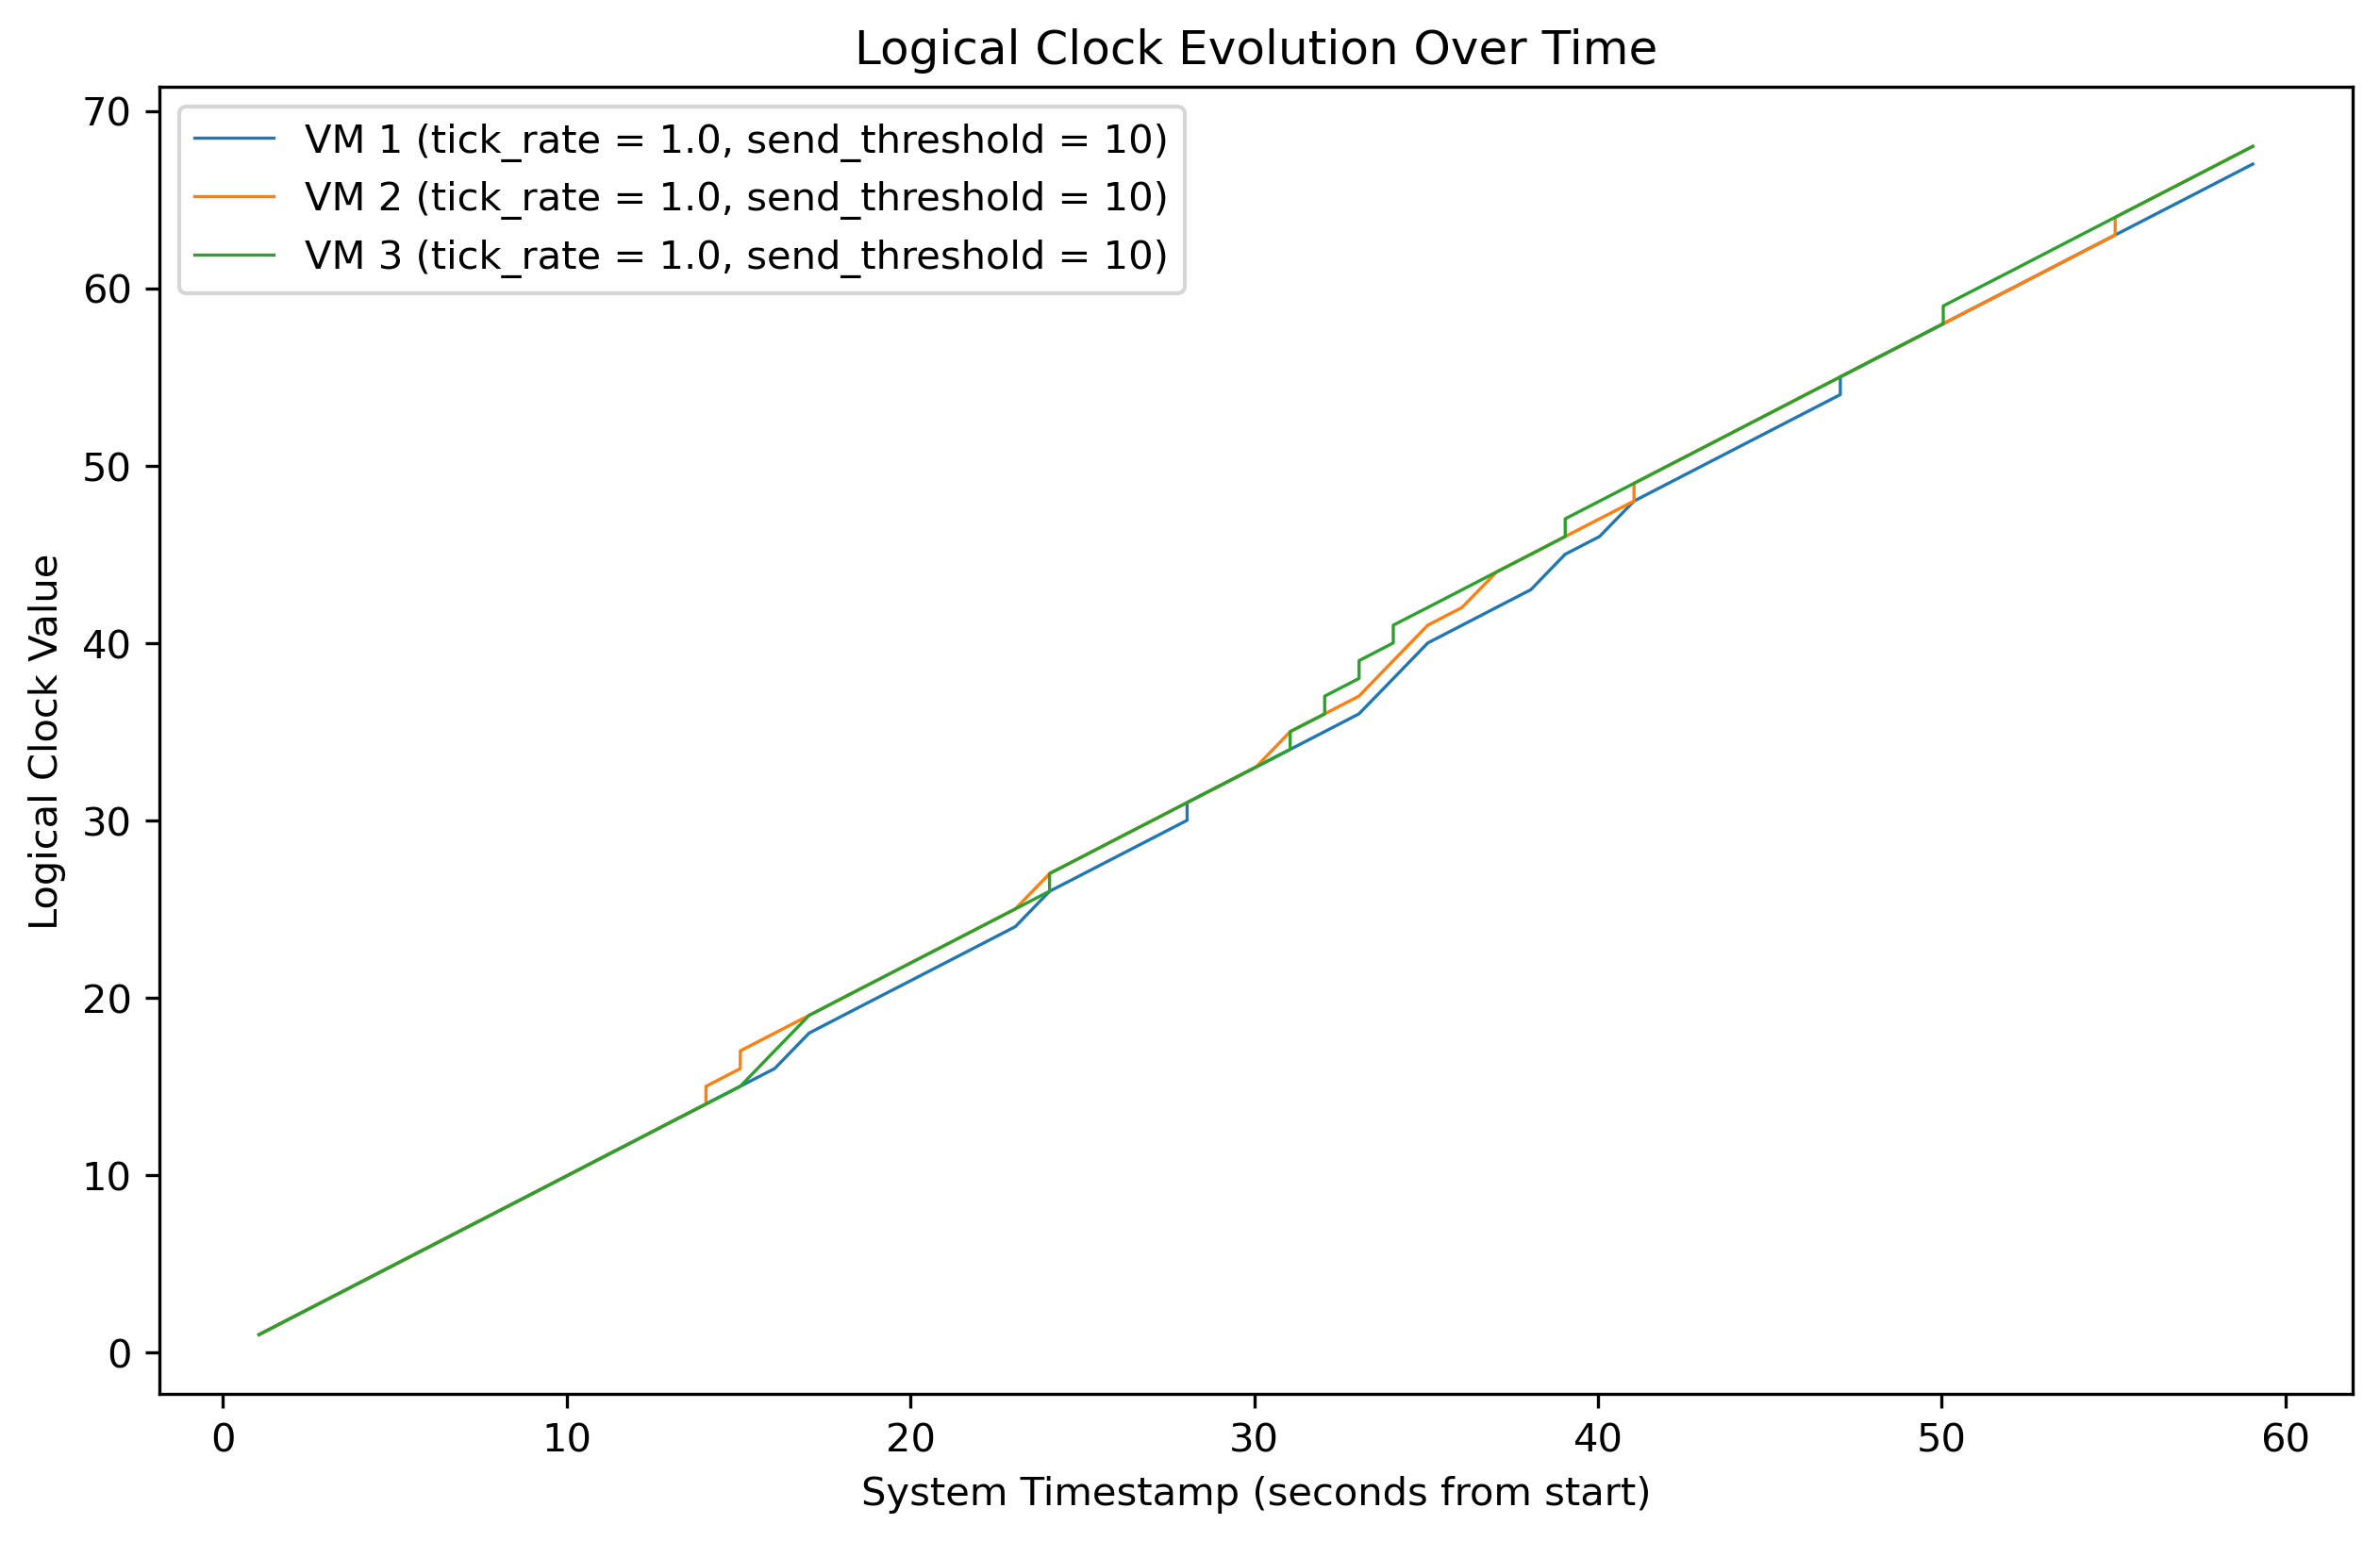 Logical Clock Evolution Over Time
VM 1 (tick_rate = 1.0, send_threshold = 10)
VM 2 (tick_rate = 1.0, send_threshold = 10)
VM 3 (tick_rate = 1.0, send_threshold = 10)
Logical Clock Value
70
60
50
40
30
20
10
0
0 10 20 30 40 50 60
System Timestamp (seconds from start)